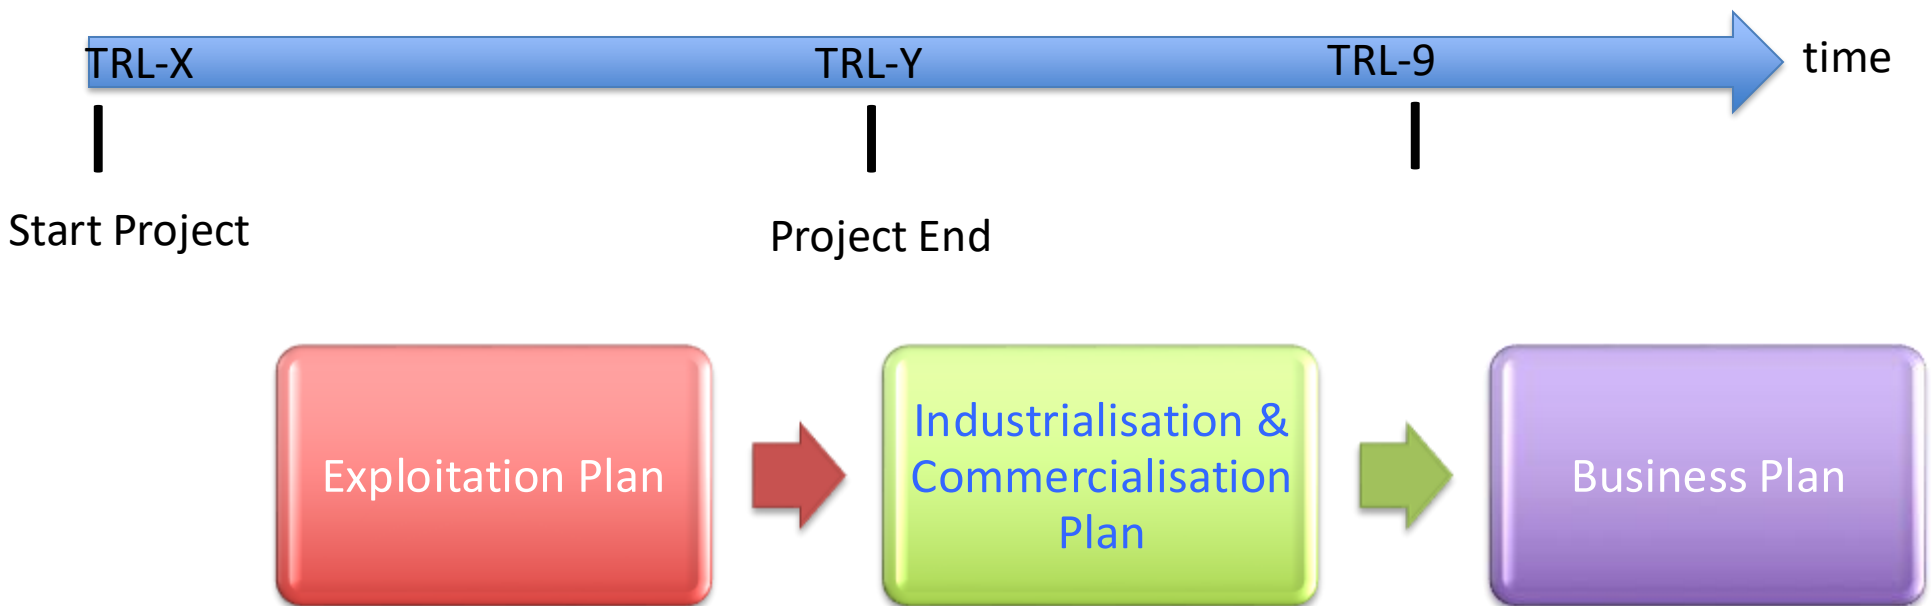 TRL-X
TRL-Y
TRL-9
time
Start Project
Project End
Exploitation Plan
Industrialisation &
Commercialisation
Plan
Business Plan